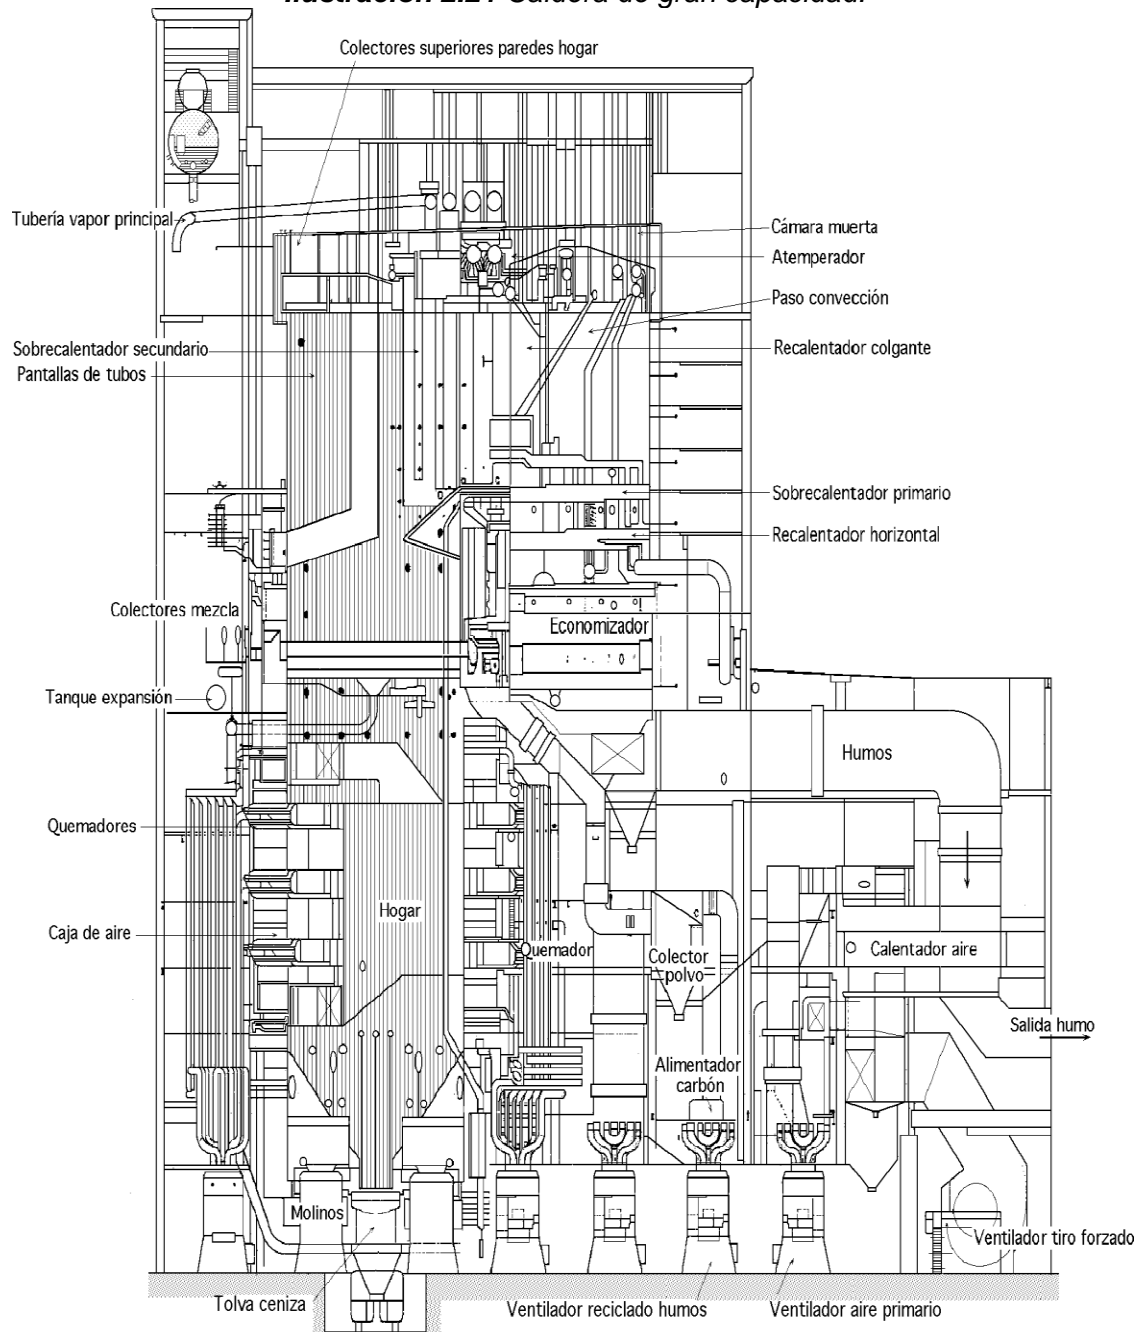 Ilustración 2.21 Caldera de gran capacidad.
Colectores superiores paredes hogar
Tubería vapor principal
Cámara muerta
Atemperador
Paso convección
Sobrecalentador secundario
Recalentador colgante
Pantallas de tubos
Sobrecalentador primario
Recalentador horizontal
Colectores mezcla
Economizador
Tanque expansión
Humos
Quemadores
Hogar
Caja de aire
Quemador
Colector
polvo
Calentador aire
Salida humo
Alimentador
carbón
Molinos
Ventilador tiro forzado
Tolva ceniza
Ventilador reciclado humos
Ventilador aire primario